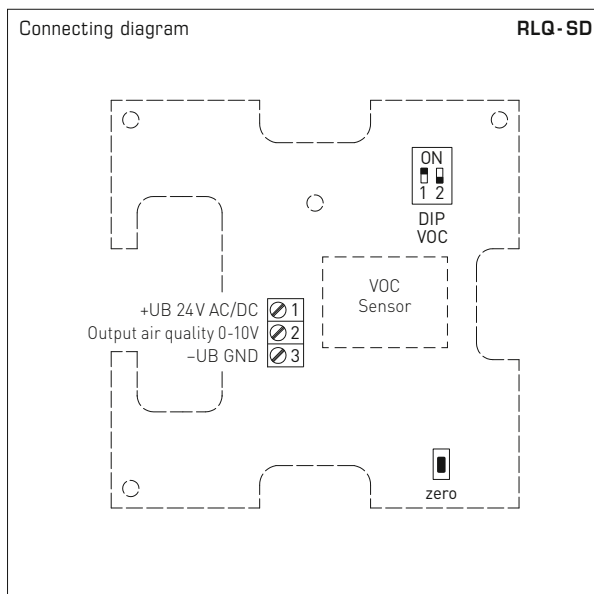 Connecting diagram
RLQ-SD
ON
1 2
DIP
VOC
VOC
Sensor
+UB 24V AC/DC 1
Output air quality 0-10V 2
–UB GND 3
zero